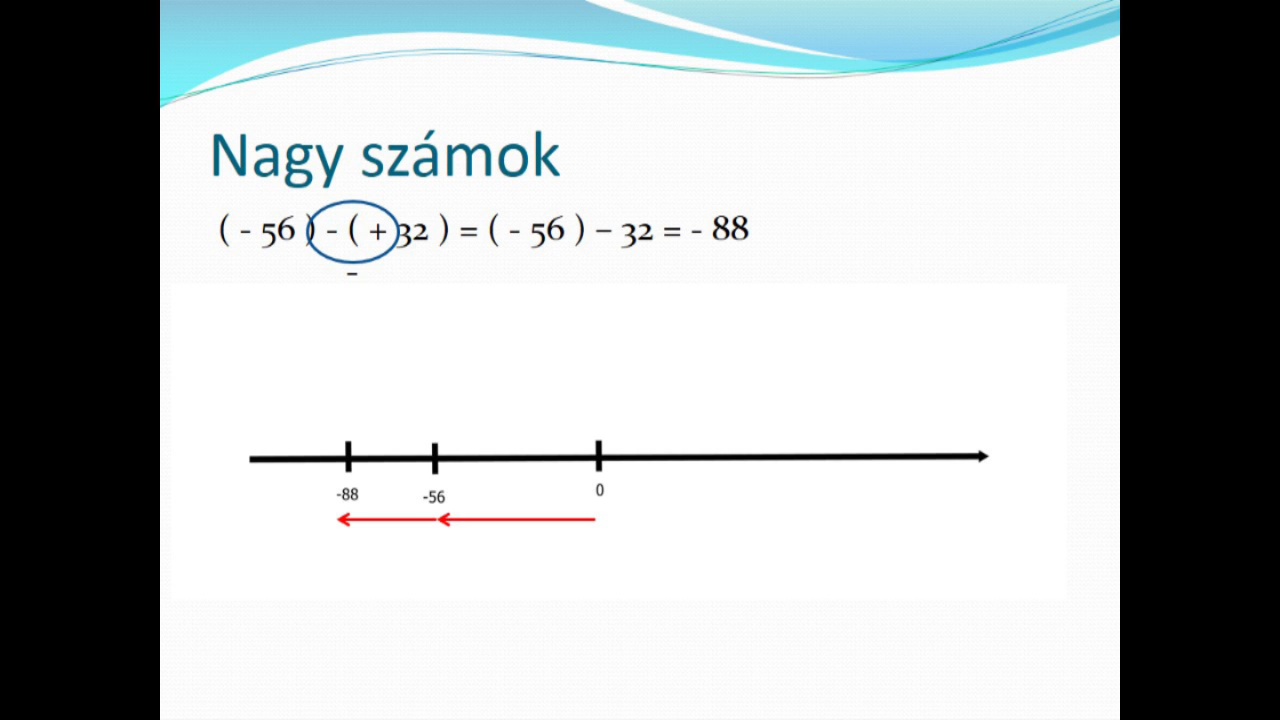 Nagy számok
( - 56 ) - ( + 32 ) = ( - 56 ) – 32 = - 88
-
-88 -56 0